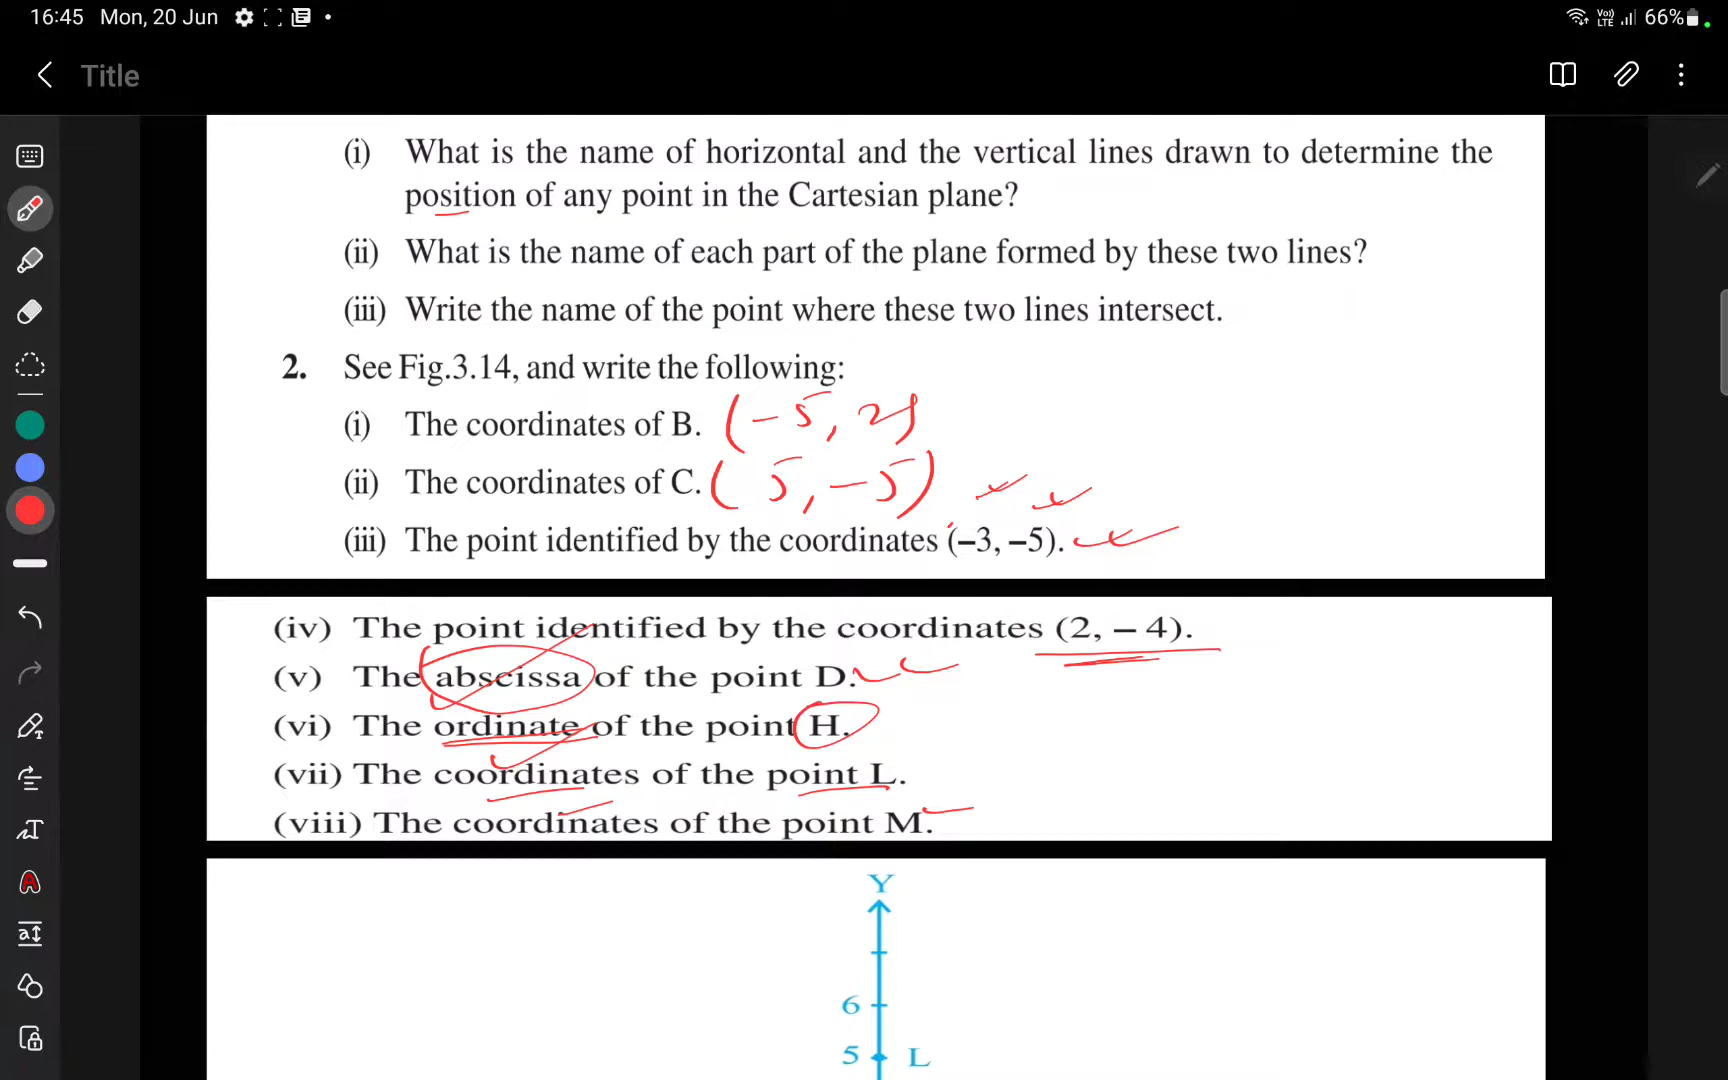 16:45 Mon, 20 Jun
Vo)) LTE 66%
Title
(i) What is the name of horizontal and the vertical lines drawn to determine the
position of any point in the Cartesian plane?
(ii) What is the name of each part of the plane formed by these two lines?
(iii) Write the name of the point where these two lines intersect.
2. See Fig.3.14, and write the following:
(i) The coordinates of B. (-5, 2)
(ii) The coordinates of C. (5, -5)
(iii) The point identified by the coordinates (–3, –5).
(iv) The point identified by the coordinates (2, – 4).
(v) The abscissa of the point D.
(vi) The ordinate of the point H.
(vii) The coordinates of the point L.
(viii) The coordinates of the point M.
Y
6
5 L